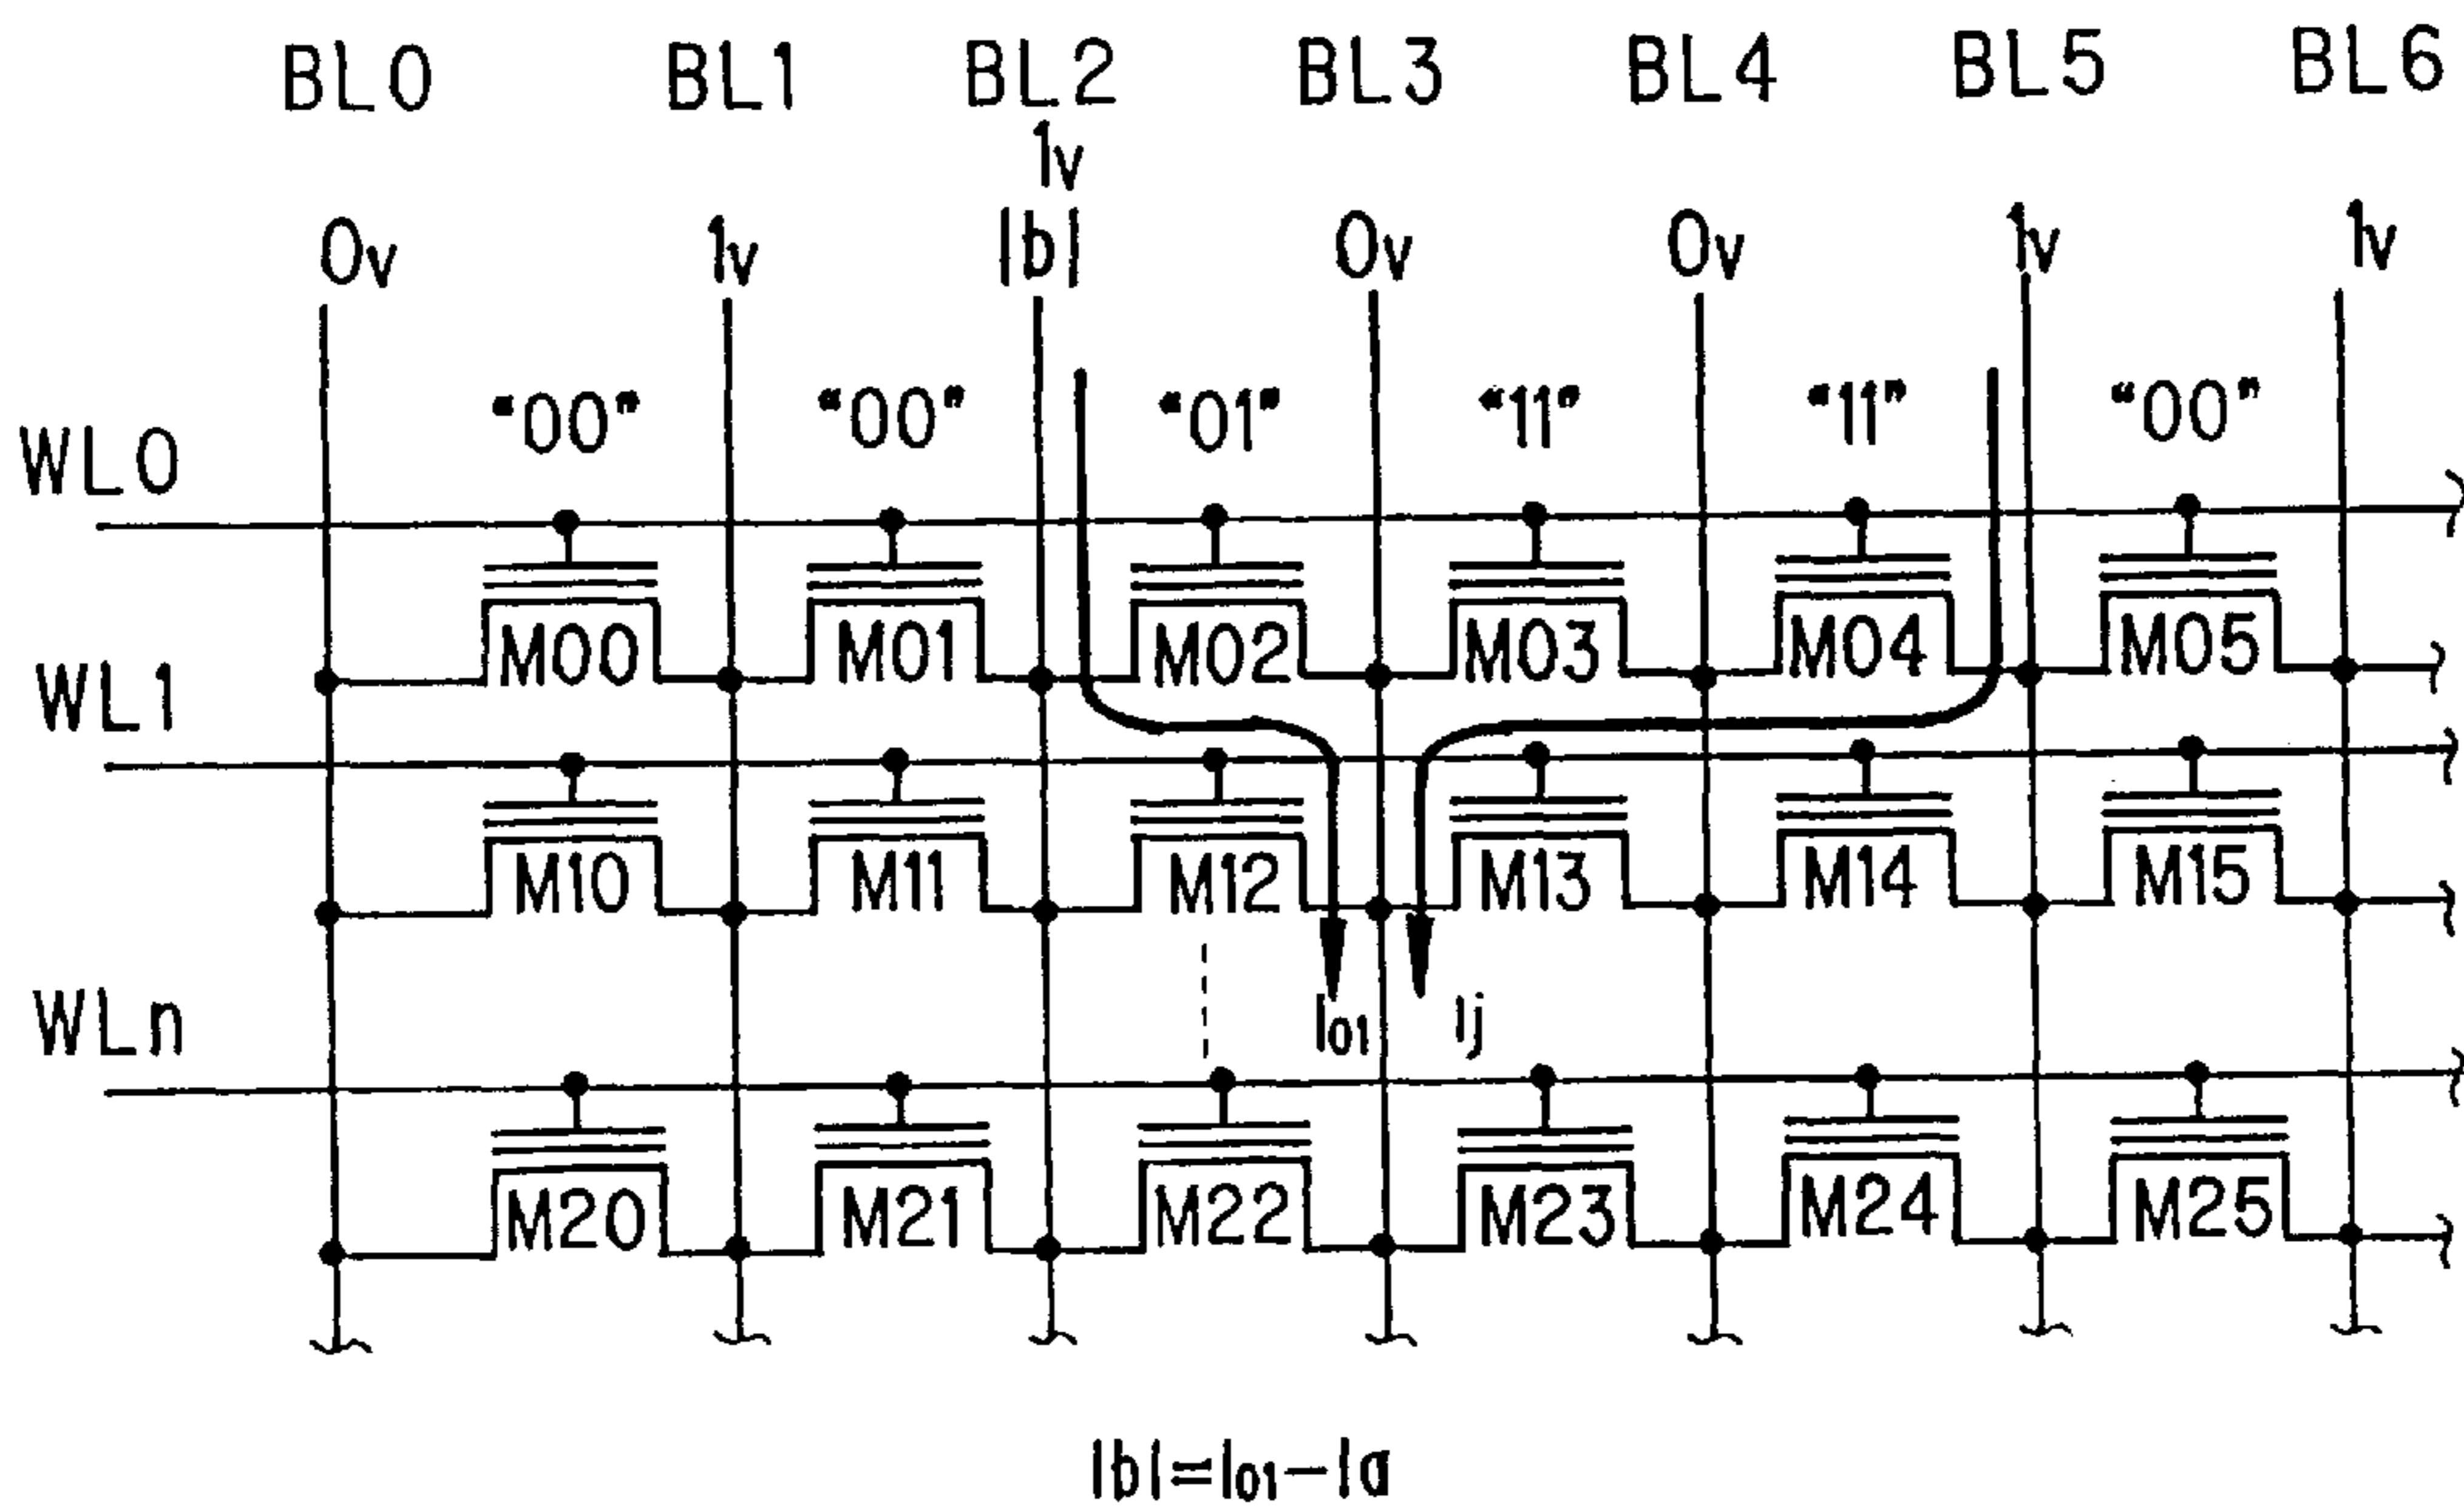 BL0 BL1 BL2 BL3 BL4 BL5 BL6
1v
0v 1v Ibl 0v 0v 1v 1v
WL0 “00” “00” “01” “11” “11” “00”
M00 M01 M02 M03 M04 M05
WL1
M10 M11 M12 M13 M14 M15
WLn I01 Ij
M20 M21 M22 M23 M24 M25
Ibl=I01−Ia